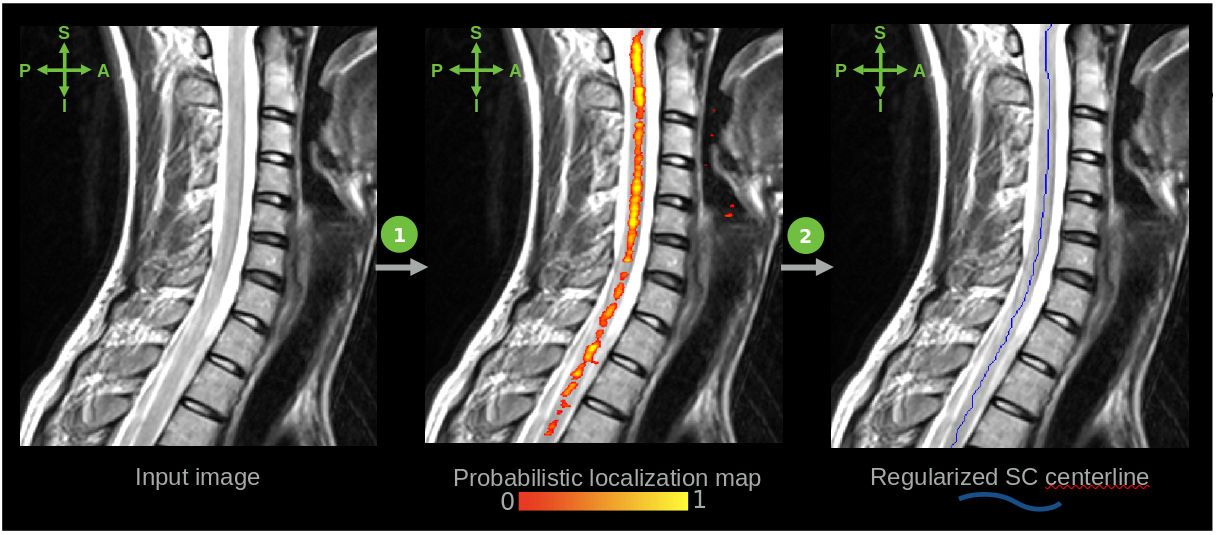 S
P A
I
S
P A
I
S
P A
I
1
2
Input image
Probabilistic localization map
0 1
Regularized SC centerline